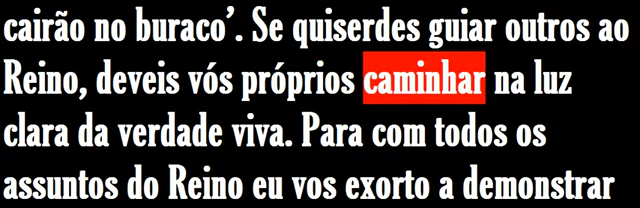 cairão no buraco’. Se quiserdes guiar outros ao
Reino, deveis vós próprios caminhar na luz
clara da verdade viva. Para com todos os
assuntos do Reino eu vos exorto a demonstrar